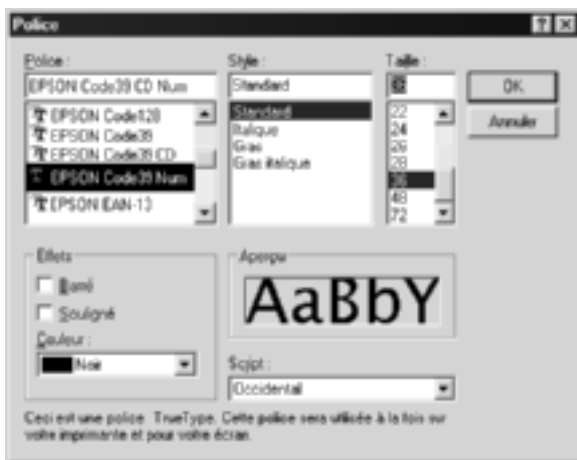 Police
Police :
EPSON Code39 CD Num
EPSON Code128
EPSON Code39
EPSON Code39 CD
EPSON Code39 Num
EPSON EAN-13
Style :
Standard
Standard
Italique
Gras
Gras italique
Taille :
22
24
26
28
36
48
72
OK
Annuler
Effets
Barré
Souligné
Couleur :
Noir
Aperçu
AaBbY
Script :
Occidental
Ceci est une police TrueType. Cette police sera utilisée à la fois sur
votre imprimante et pour votre écran.